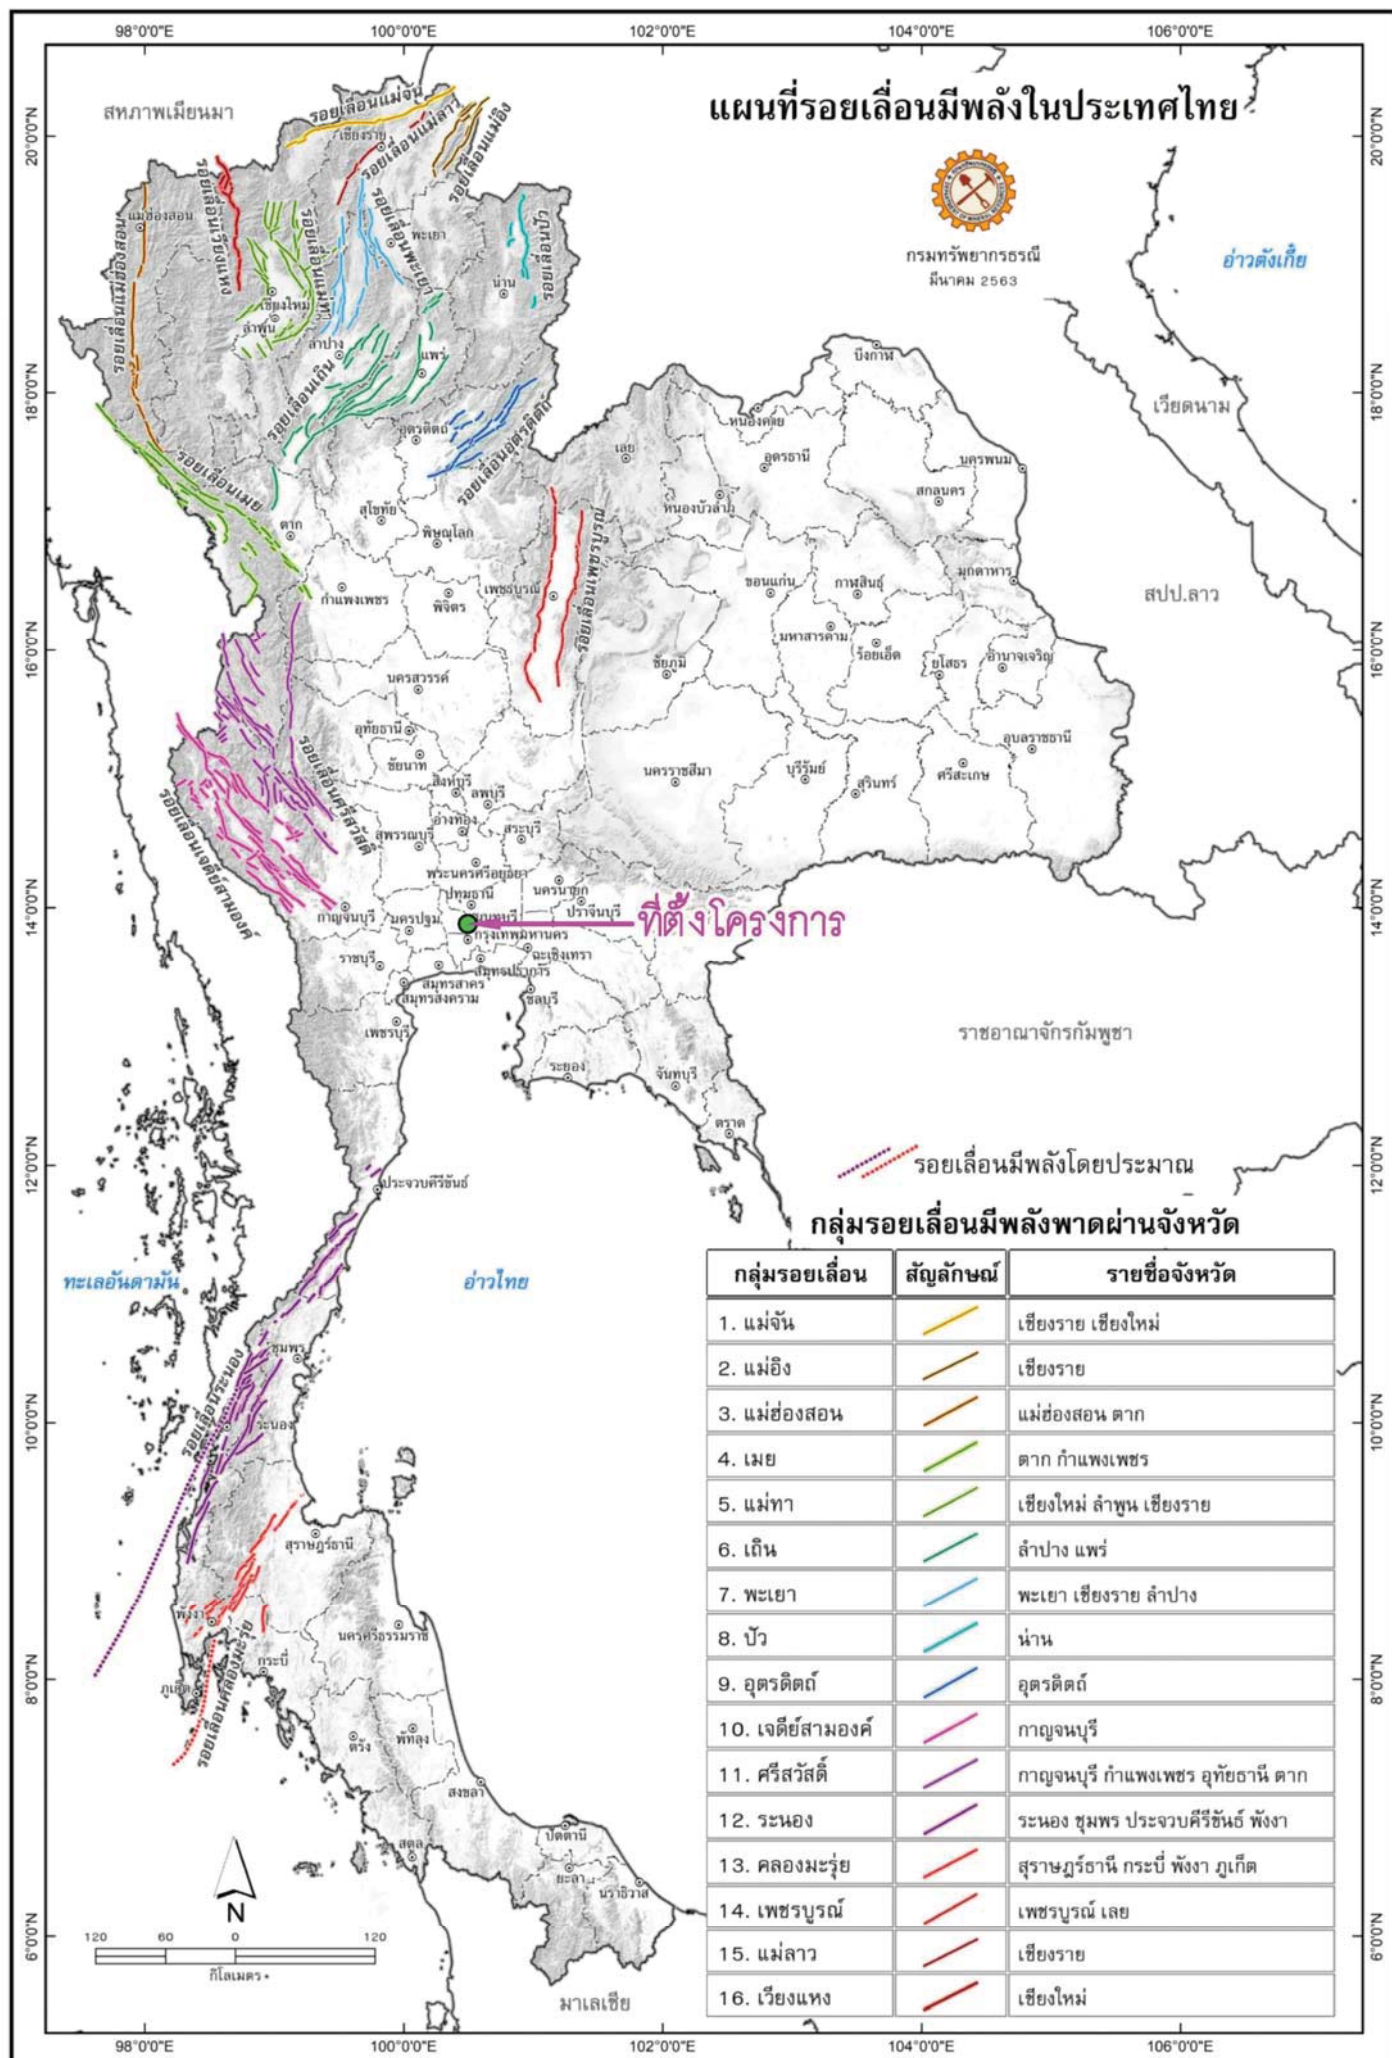 98°0'0"E 100°0'0"E 102°0'0"E 104°0'0"E 106°0'0"E
แผนที่รอยเลื่อนมีพลังในประเทศไทย
กรมทรัพยากรธรณี
มีนาคม 2563
สหภาพเมียนมา
อ่าวตังเกี๋ย
เวียดนาม
สปป.ลาว
ราชอาณาจักรกัมพูชา
มาเลเซีย
ทะเลอันดามัน
อ่าวไทย
20°0'0"N
18°0'0"N
16°0'0"N
14°0'0"N
12°0'0"N
10°0'0"N
8°0'0"N
6°0'0"N
20°0'0"N
18°0'0"N
16°0'0"N
14°0'0"N
12°0'0"N
10°0'0"N
8°0'0"N
6°0'0"N
รอยเลื่อนแม่จัน
รอยเลื่อนแม่ลาว
รอยเลื่อนแม่อิง
รอยเลื่อนเวียงแหง
รอยเลื่อนแม่ฮ่องสอน
รอยเลื่อนแม่ทา
รอยเลื่อนพะเยา
รอยเลื่อนปัว
รอยเลื่อนเถิน
รอยเลื่อนอุตรดิตถ์
รอยเลื่อนเมย
รอยเลื่อนเพชรบูรณ์
รอยเลื่อนศรีสวัสดิ์
รอยเลื่อนเจดีย์สามองค์
รอยเลื่อนระนอง
รอยเลื่อนคลองมะรุ่ย
เชียงราย
แม่ฮ่องสอน
พะเยา
น่าน
เชียงใหม่
ลำพูน
ลำปาง
แพร่
อุตรดิตถ์
บึงกาฬ
หนองคาย
เลย
อุดรธานี
นครพนม
สกลนคร
หนองบัวลำภู
สุโขทัย
ตาก
พิษณุโลก
กำแพงเพชร
พิจิตร
เพชรบูรณ์
ขอนแก่น
กาฬสินธุ์
มุกดาหาร
มหาสารคาม
ร้อยเอ็ด
ยโสธร
อำนาจเจริญ
ชัยภูมิ
นครสวรรค์
อุทัยธานี
ชัยนาท
สิงห์บุรี
ลพบุรี
อ่างทอง
สุพรรณบุรี
สระบุรี
นครราชสีมา
บุรีรัมย์
สุรินทร์
ศรีสะเกษ
อุบลราชธานี
พระนครศรีอยุธยา
ปทุมธานี
นครนายก
ปราจีนบุรี
กาญจนบุรี
นครปฐม
กรุงเทพมหานคร
ที่ตั้งโครงการ
ราชบุรี
ฉะเชิงเทรา
สมุทรปราการ
สมุทรสาคร
สมุทรสงคราม
ชลบุรี
เพชรบุรี
ระยอง
จันทบุรี
ตราด
ประจวบคีรีขันธ์
ชุมพร
ระนอง
สุราษฎร์ธานี
พังงา
นครศรีธรรมราช
กระบี่
ภูเก็ต
ตรัง
พัทลุง
สงขลา
สตูล
ปัตตานี
ยะลา
นราธิวาส
รอยเลื่อนมีพลังโดยประมาณ
กลุ่มรอยเลื่อนมีพลังพาดผ่านจังหวัด
กลุ่มรอยเลื่อน สัญลักษณ์ รายชื่อจังหวัด
1. แม่จัน เชียงราย เชียงใหม่
2. แม่อิง เชียงราย
3. แม่ฮ่องสอน แม่ฮ่องสอน ตาก
4. เมย ตาก กำแพงเพชร
5. แม่ทา เชียงใหม่ ลำพูน เชียงราย
6. เถิน ลำปาง แพร่
7. พะเยา พะเยา เชียงราย ลำปาง
8. ปัว น่าน
9. อุตรดิตถ์ อุตรดิตถ์
10. เจดีย์สามองค์ กาญจนบุรี
11. ศรีสวัสดิ์ กาญจนบุรี กำแพงเพชร อุทัยธานี ตาก
12. ระนอง ระนอง ชุมพร ประจวบคีรีขันธ์ พังงา
13. คลองมะรุ่ย สุราษฎร์ธานี กระบี่ พังงา ภูเก็ต
14. เพชรบูรณ์ เพชรบูรณ์ เลย
15. แม่ลาว เชียงราย
16. เวียงแหง เชียงใหม่
N
120 60 0 120
กิโลเมตร
98°0'0"E 100°0'0"E 102°0'0"E 104°0'0"E 106°0'0"E